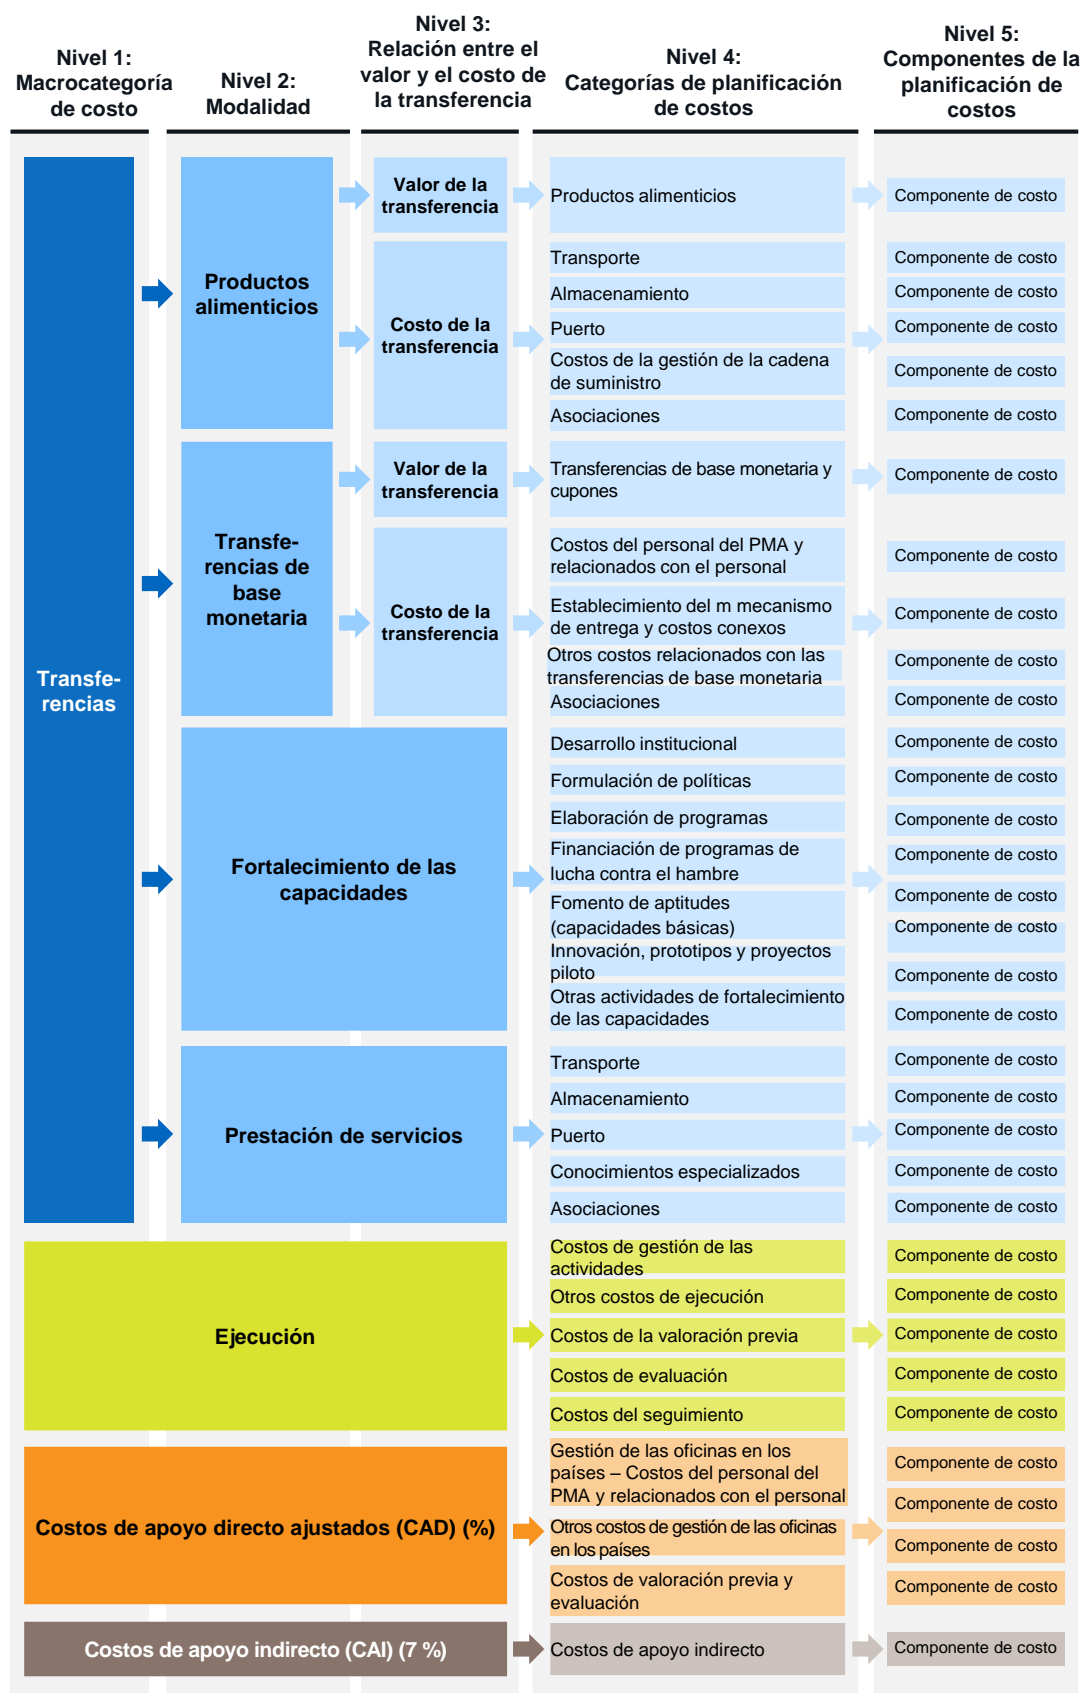 Nivel 1:
Macrocategoría
de costo
Nivel 2:
Modalidad
Nivel 3:
Relación entre el
valor y el costo de
la transferencia
Nivel 4:
Categorías de planificación
de costos
Nivel 5:
Componentes de la
planificación de
costos
Transfe-
rencias
Productos
alimenticios
Valor de la
transferencia
Productos alimenticios
Componente de costo
Costo de la
transferencia
Transporte
Componente de costo
Almacenamiento
Componente de costo
Puerto
Componente de costo
Costos de la gestión de la cadena
de suministro
Componente de costo
Asociaciones
Componente de costo
Transfe-
rencias de
base
monetaria
Valor de la
transferencia
Transferencias de base monetaria y
cupones
Componente de costo
Costo de la
transferencia
Costos del personal del PMA y
relacionados con el personal
Componente de costo
Establecimiento del m mecanismo
de entrega y costos conexos
Componente de costo
Otros costos relacionados con las
transferencias de base monetaria
Componente de costo
Asociaciones
Componente de costo
Fortalecimiento de las
capacidades
Desarrollo institucional
Componente de costo
Formulación de políticas
Componente de costo
Elaboración de programas
Componente de costo
Financiación de programas de
lucha contra el hambre
Componente de costo
Fomento de aptitudes
(capacidades básicas)
Componente de costo
Componente de costo
Innovación, prototipos y proyectos
piloto
Componente de costo
Otras actividades de fortalecimiento
de las capacidades
Componente de costo
Prestación de servicios
Transporte
Componente de costo
Almacenamiento
Componente de costo
Puerto
Componente de costo
Conocimientos especializados
Componente de costo
Asociaciones
Componente de costo
Ejecución
Costos de gestión de las
actividades
Componente de costo
Otros costos de ejecución
Componente de costo
Costos de la valoración previa
Componente de costo
Costos de evaluación
Componente de costo
Costos del seguimiento
Componente de costo
Costos de apoyo directo ajustados (CAD) (%)
Gestión de las oficinas en los
países – Costos del personal del
PMA y relacionados con el personal
Componente de costo
Componente de costo
Otros costos de gestión de las oficinas
en los países
Componente de costo
Costos de valoración previa y
evaluación
Componente de costo
Costos de apoyo indirecto (CAI) (7 %)
Costos de apoyo indirecto
Componente de costo